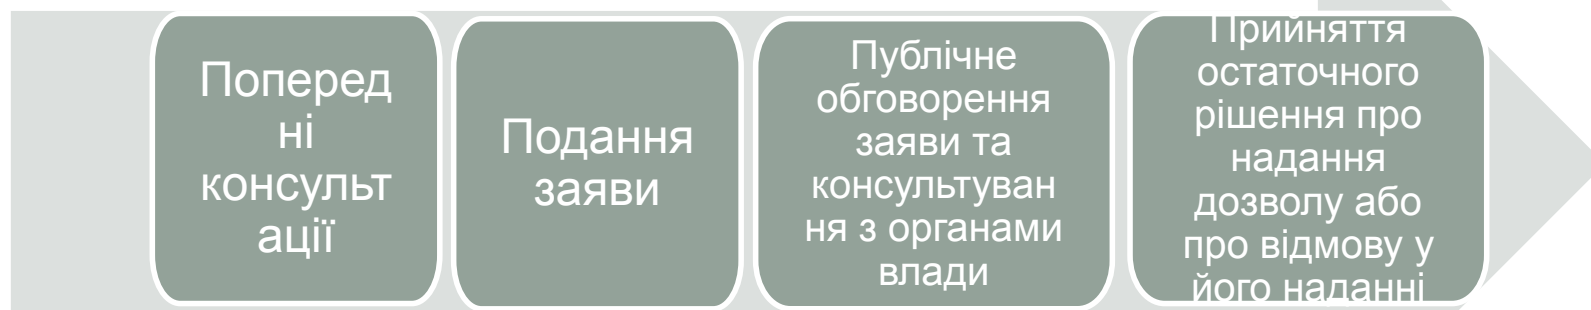 Поперед
ні
консульт
ації
Подання
заяви
Публічне
обговорення
заяви та
консультуван
ня з органами
влади
Прийняття
остаточного
рішення про
надання
дозволу або
про відмову у
його наданні